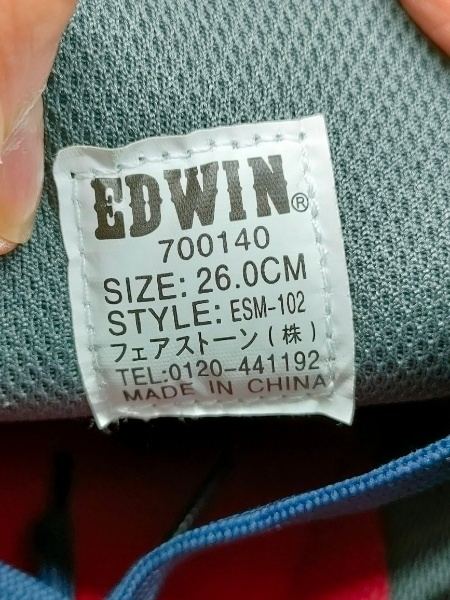 EDWIN®
700140
SIZE: 26.0CM
STYLE: ESM-102
フェアストーン(株)
TEL:0120-441192
MADE IN CHINA